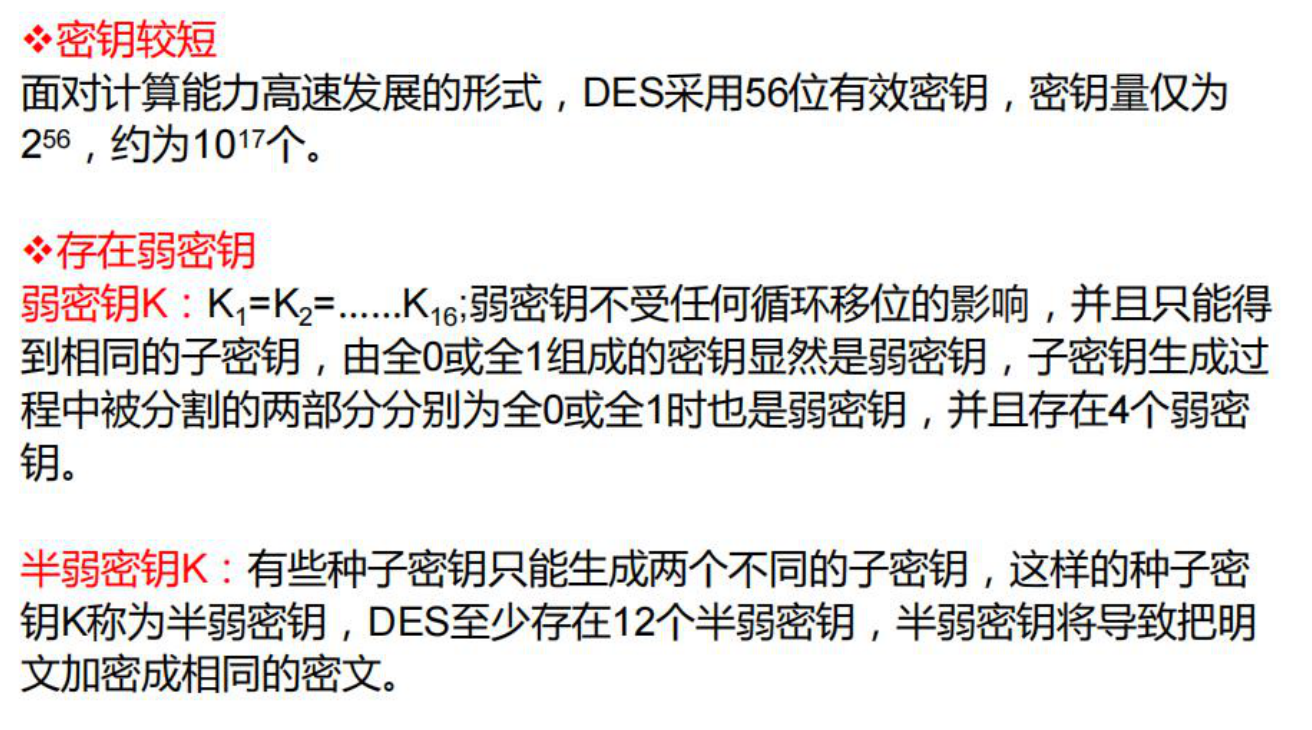 ❖密钥较短
面对计算能力高速发展的形式，DES采用56位有效密钥，密钥量仅为
2⁵⁶，约为10¹⁷个。
❖存在弱密钥
弱密钥K：K₁=K₂=......K₁₆;弱密钥不受任何循环移位的影响，并且只能得
到相同的子密钥，由全0或全1组成的密钥显然是弱密钥，子密钥生成过
程中被分割的两部分分别为全0或全1时也是弱密钥，并且存在4个弱密
钥。
半弱密钥K：有些种子密钥只能生成两个不同的子密钥，这样的种子密
钥K称为半弱密钥，DES至少存在12个半弱密钥，半弱密钥将导致把明
文加密成相同的密文。